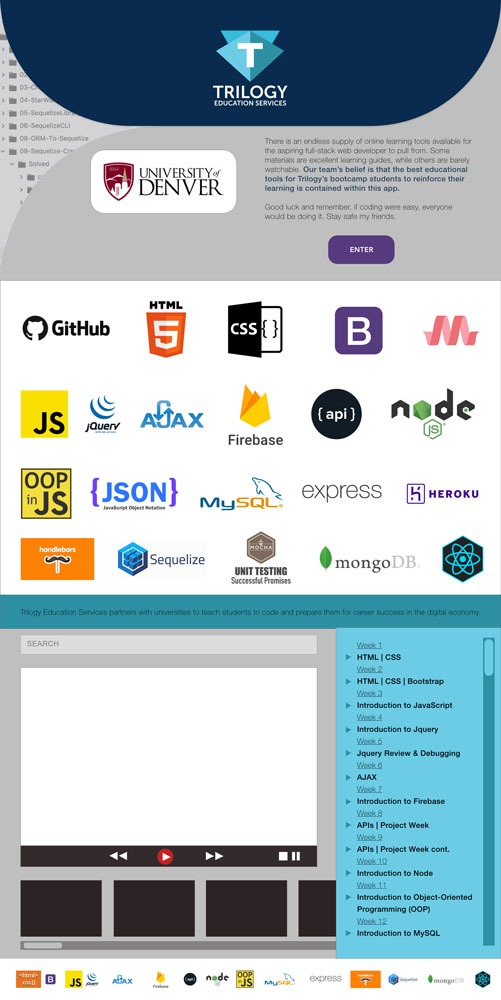 TRILOGY
EDUCATION SERVICES
03-C
04-StarWa
05-SequelizeLibra
06-SequelizeCLI
08-ORM-To-Sequelize
09-Sequelize-Cre
Solved
1854
UNIVERSITY of
DENVER
There is an endless supply of online learning tools available for
the aspiring full-stack web developer to pull from. Some
materials are excellent learning guides, while others are barely
watchable. Our team's belief is that the best educational
tools for Trilogy's bootcamp students to reinforce their
learning is contained within this app.
Good luck and remember, if coding were easy, everyone
would be doing it. Stay safe my friends.
ENTER
GitHub
HTML
5
CSS {}
B
JS
jQuery
AJAX
Firebase
{api}
node
JS
OOP
in
JS
{JSON}
JavaScript Object Notation
MySQL
express
HEROKU
handlebars
Sequelize
MOCHA
UNIT TESTING
Successful Promises
mongoDB
Trilogy Education Services partners with universities to teach students to code and prepare them for career success in the digital economy.
SEARCH
Week 1
HTML | CSS
Week 2
HTML | CSS | Bootstrap
Week 3
Introduction to JavaScript
Week 4
Introduction to Jquery
Week 5
Jquery Review & Debugging
Week 6
AJAX
Week 7
Introduction to Firebase
Week 8
APIs | Project Week
Week 9
APIs | Project Week cont.
Week 10
Introduction to Node
Week 11
Introduction to Object-Oriented
Programming (OOP)
Week 12
Introduction to MySQL
<html>
css{}
B
JS
jQuery
AJAX
Firebase
{api}
node
OOP
in
JS
MySQL
express
handlebars
Sequelize
mongoDB